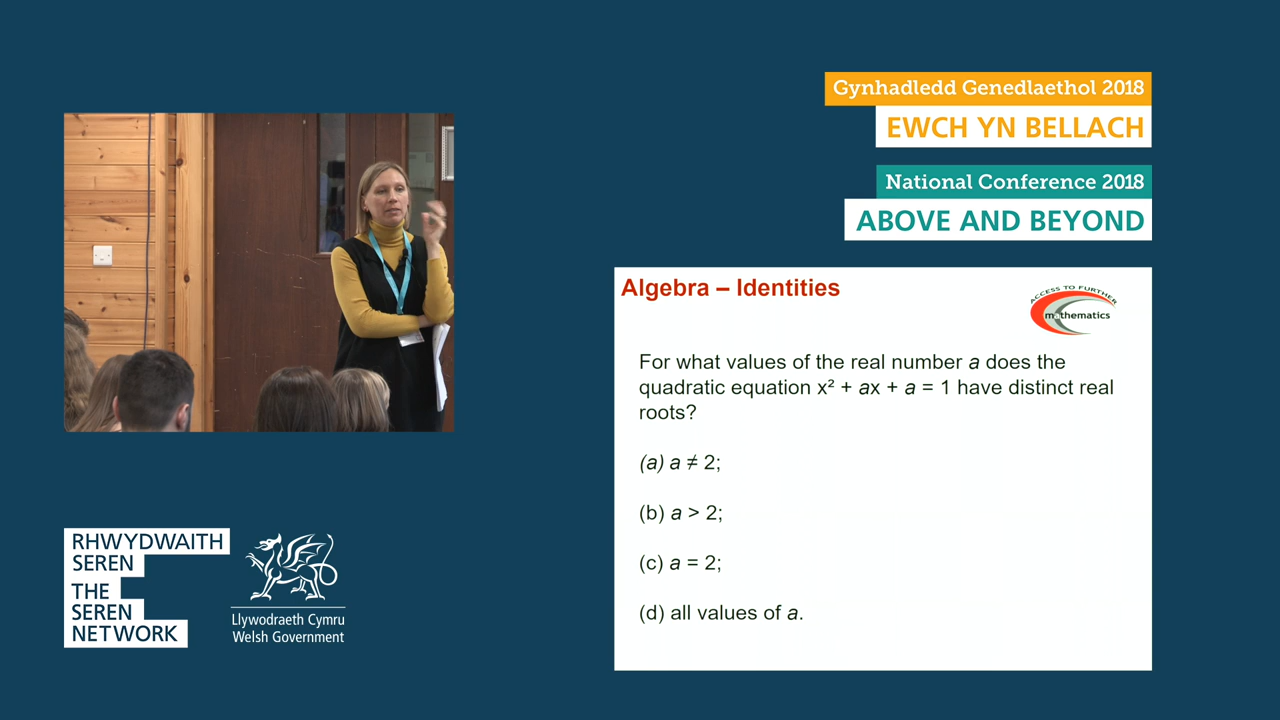 Gynhadledd Genedlaethol 2018
EWCH YN BELLACH
National Conference 2018
ABOVE AND BEYOND
Algebra – Identities
ACCESS TO FURTHER
mathematics
For what values of the real number a does the
quadratic equation x² + ax + a = 1 have distinct real
roots?
(a) a ≠ 2;
(b) a > 2;
(c) a = 2;
(d) all values of a.
RHWYDWAITH
SEREN
THE
SEREN
NETWORK
Llywodraeth Cymru
Welsh Government